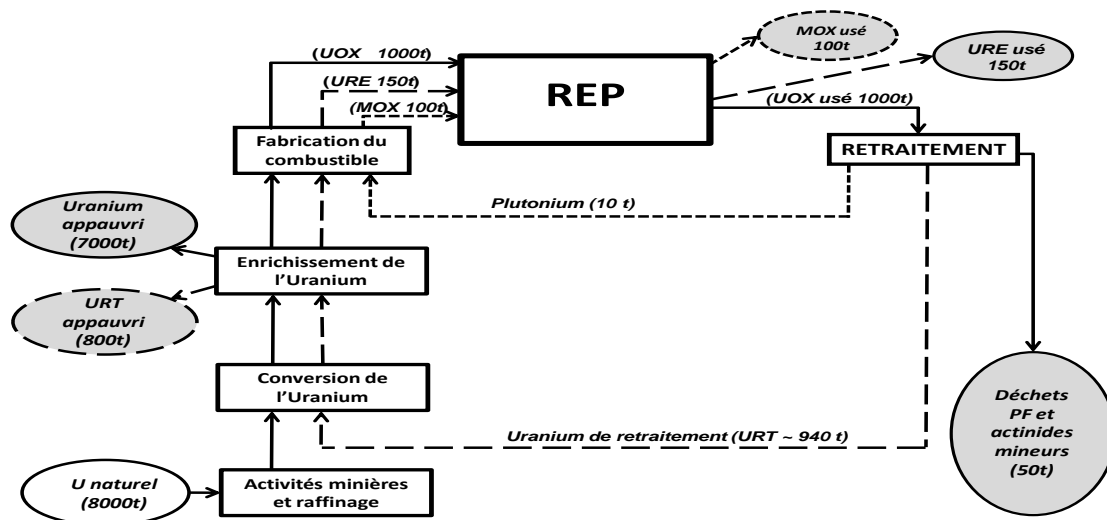 MOX usé
100t
URE usé
150t
(UOX 1000t)
(URE 150t)
(MOX 100t)
REP
(UOX usé 1000t)
Fabrication du
combustible
RETRAITEMENT
Plutonium (10 t)
Uranium
appauvri
(7000t)
Enrichissement de
l'Uranium
URT
appauvri
(800t)
Conversion de
l'Uranium
Uranium de retraitement (URT ~ 940 t)
Déchets
PF et
actinides
mineurs
(50t)
U naturel
(8000t)
Activités minières
et raffinage